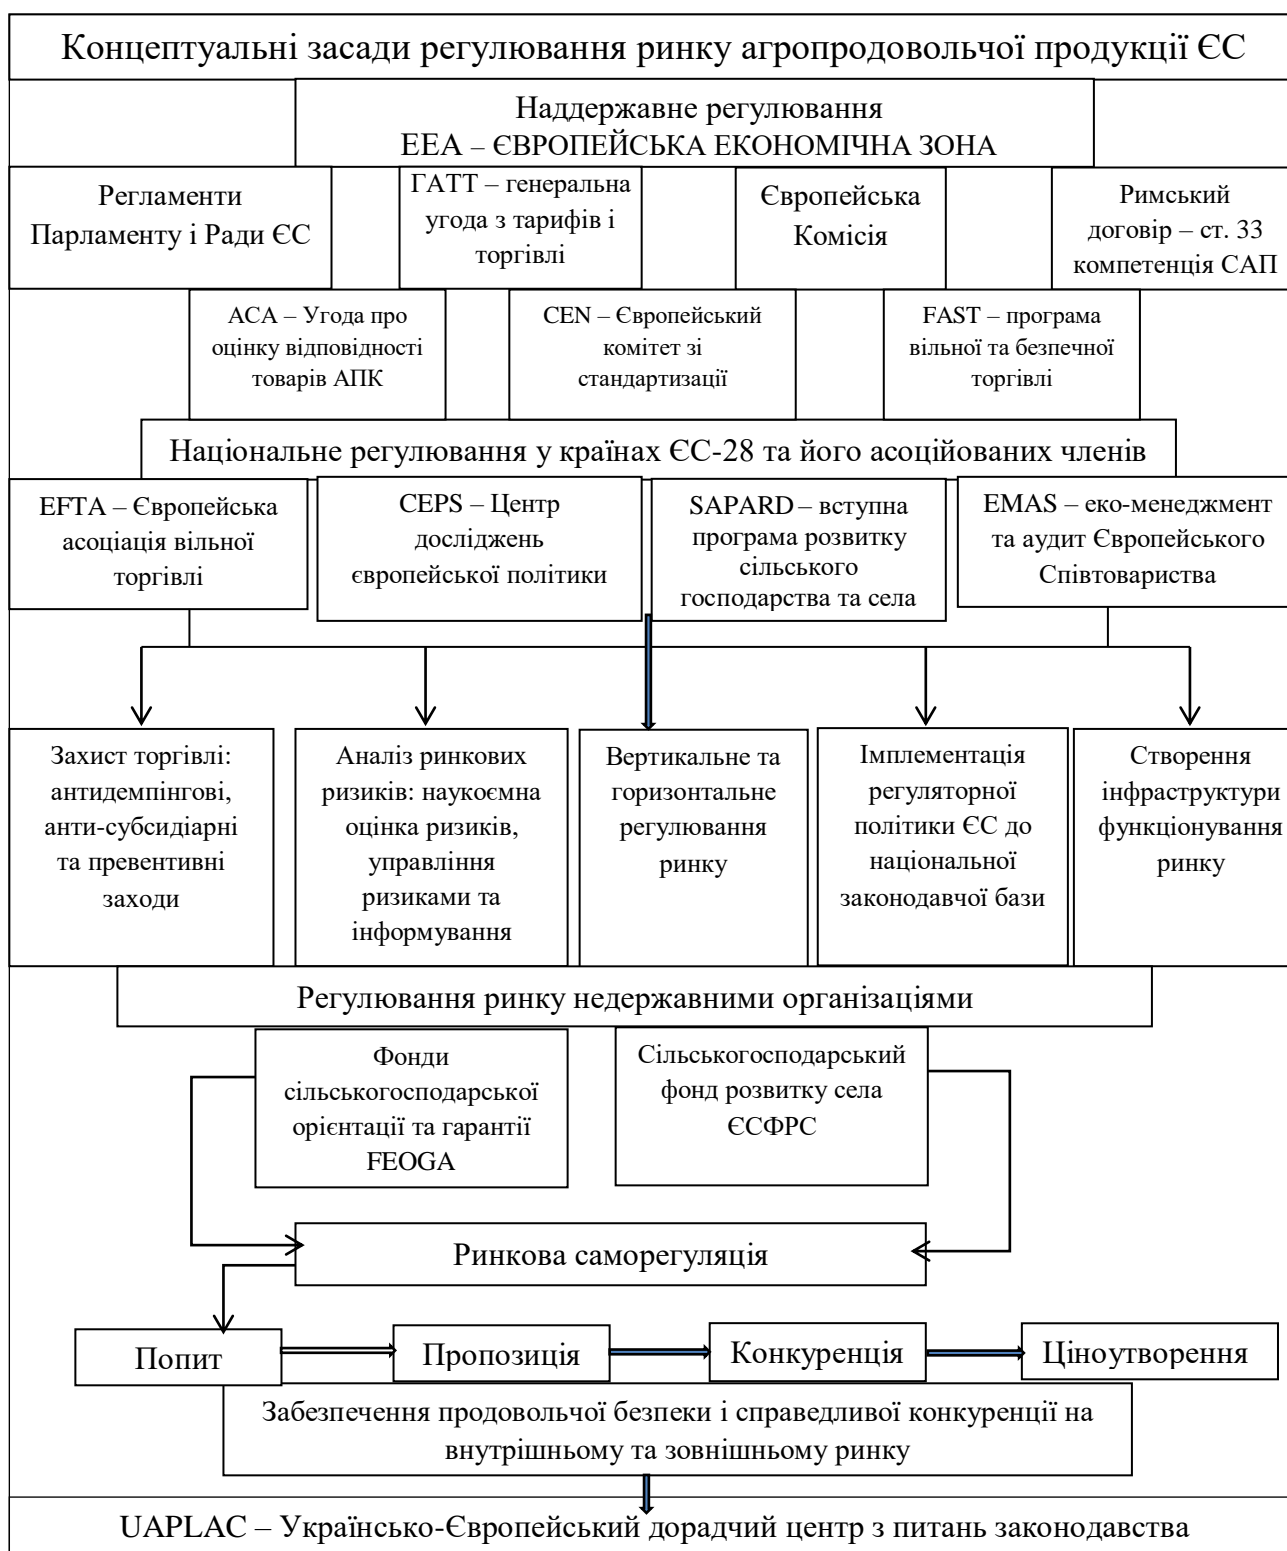 Концептуальні засади регулювання ринку агропродовольчої продукції ЄС
Наддержавне регулювання
ЕЕА – ЄВРОПЕЙСЬКА ЕКОНОМІЧНА ЗОНА
Регламенти
Парламенту і Ради ЄС
ГАТТ – генеральна
угода з тарифів і
торгівлі
Європейська
Комісія
Римський
договір – ст. 33
компетенція САП
АСА – Угода про
оцінку відповідності
товарів АПК
CEN – Європейський
комітет зі
стандартизації
FAST – програма
вільної та безпечної
торгівлі
Національне регулювання у країнах ЄС-28 та його асоційованих членів
EFTA – Європейська
асоціація вільної
торгівлі
CEPS – Центр
досліджень
європейської політики
SAPARD – вступна
програма розвитку
сільського
господарства та села
EMAS – еко-менеджмент
та аудит Європейського
Співтовариства
Захист торгівлі:
антидемпінгові,
анти-субсидіарні
та превентивні
заходи
Аналіз ринкових
ризиків: наукоємна
оцінка ризиків,
управління
ризиками та
інформування
Вертикальне та
горизонтальне
регулювання
ринку
Імплементація
регуляторної
політики ЄС до
національної
законодавчої бази
Створення
інфраструктури
функціонування
ринку
Регулювання ринку недержавними організаціями
Фонди
сільськогосподарської
орієнтації та гарантії
FEOGA
Сільськогосподарський
фонд розвитку села
ЄСФРС
Ринкова саморегуляція
Попит
Пропозиція
Конкуренція
Ціноутворення
Забезпечення продовольчої безпеки і справедливої конкуренції на
внутрішньому та зовнішньому ринку
UAPLAC – Українсько-Європейський дорадчий центр з питань законодавства